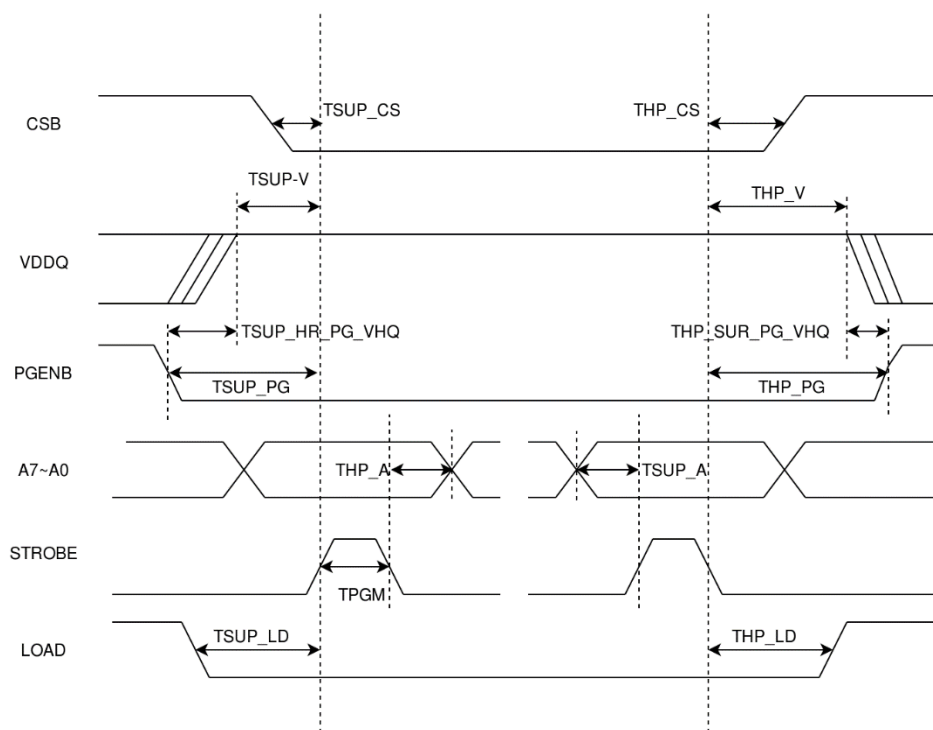 CSB
TSUP_CS
THP_CS
TSUP-V
THP_V
VDDQ
TSUP_HR_PG_VHQ
THP_SUR_PG_VHQ
PGENB
TSUP_PG
THP_PG
A7~A0
THP_A
TSUP_A
STROBE
TPGM
LOAD
TSUP_LD
THP_LD